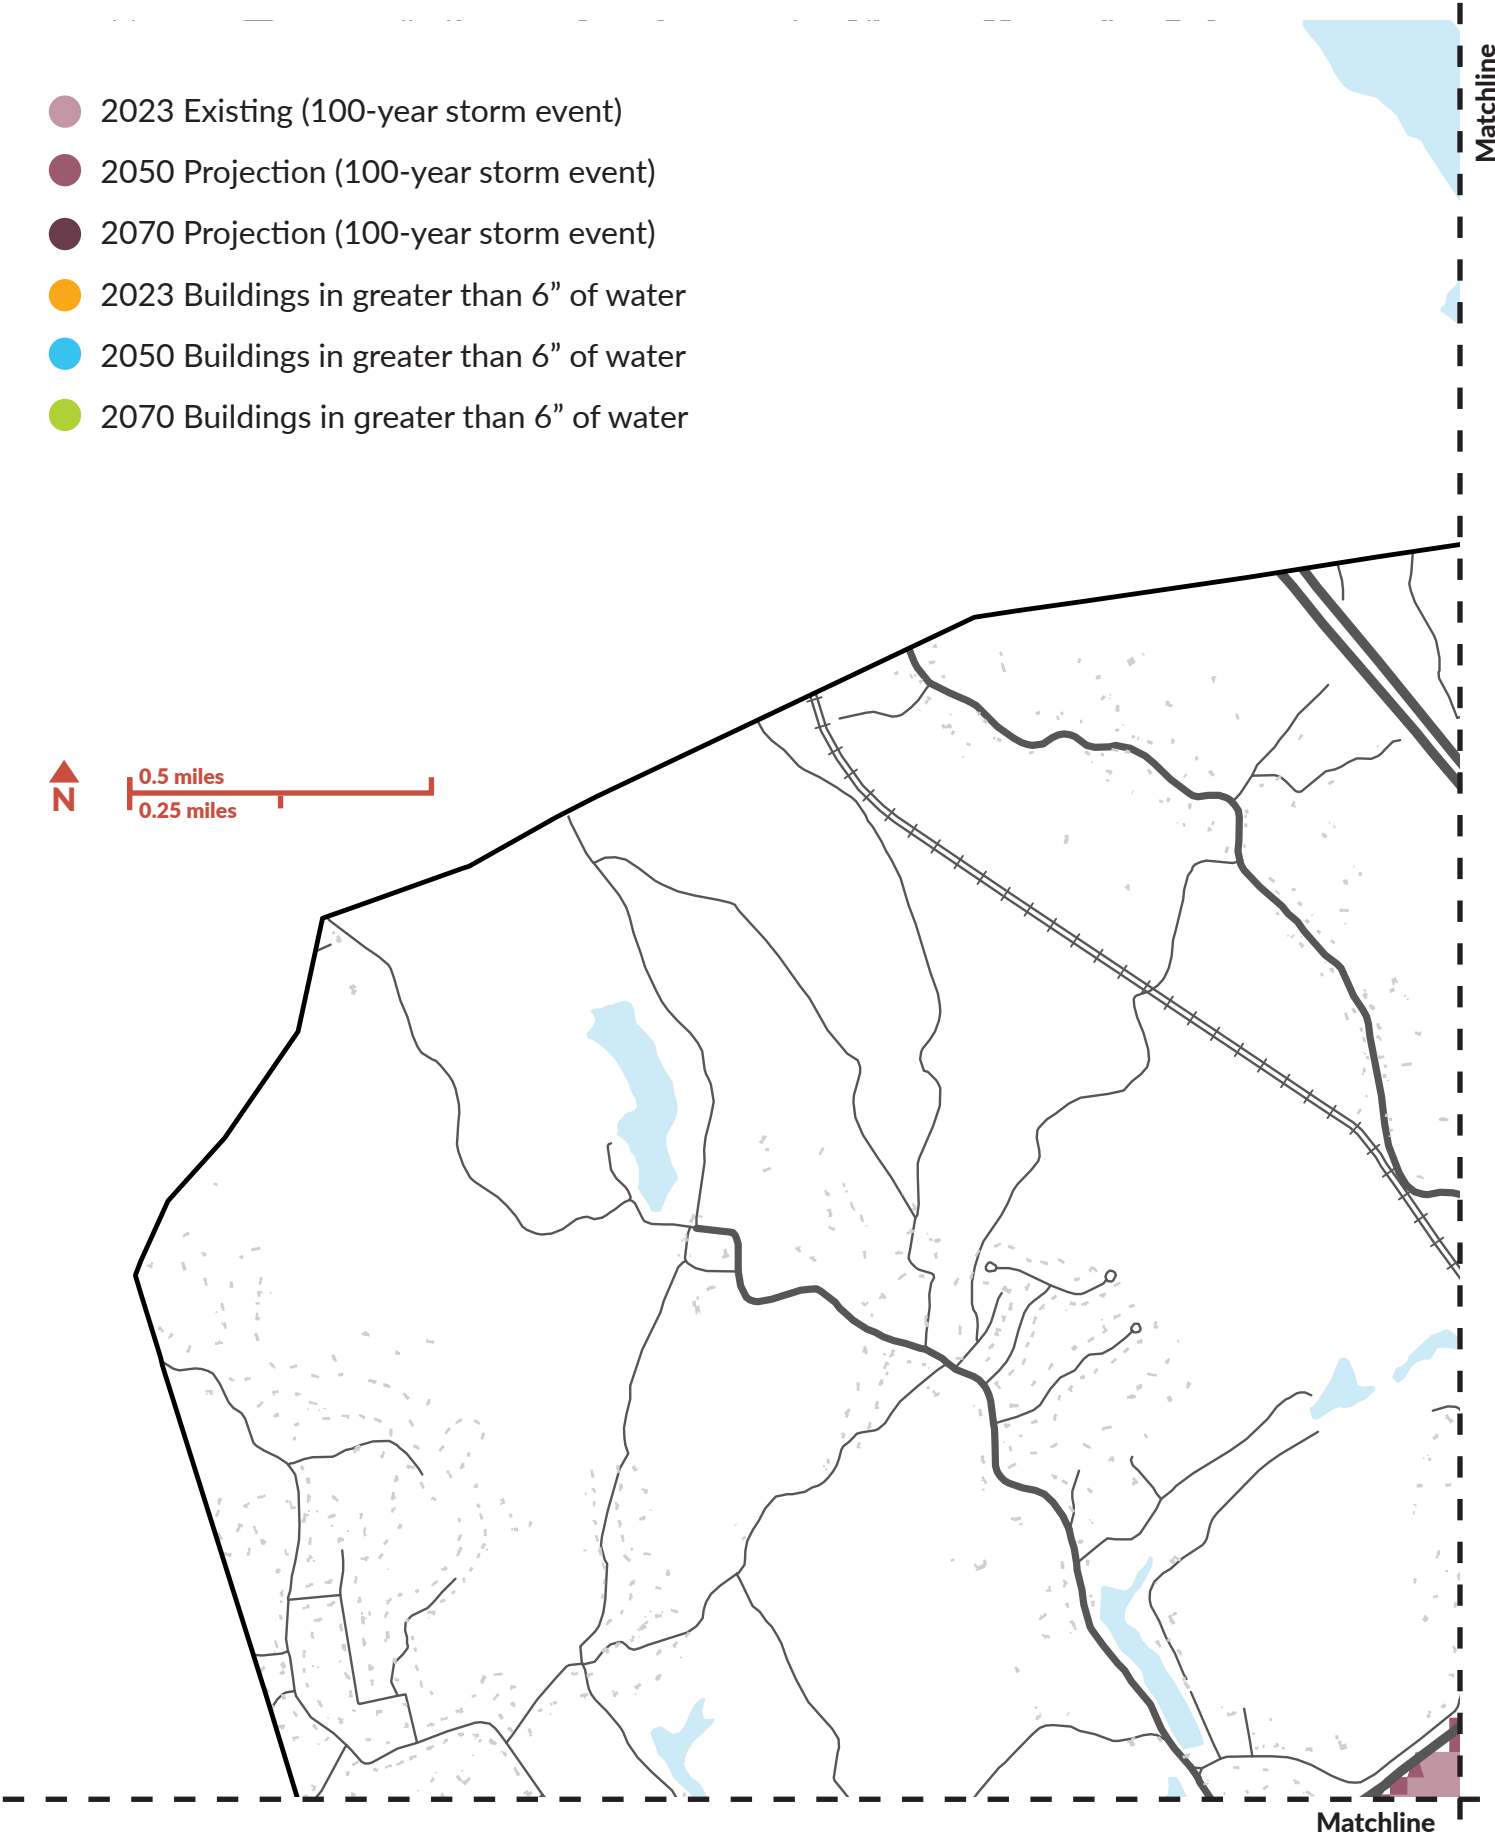 Matchline
2023 Existing (100-year storm event)
2050 Projection (100-year storm event)
2070 Projection (100-year storm event)
2023 Buildings in greater than 6” of water
2050 Buildings in greater than 6” of water
2070 Buildings in greater than 6” of water
0.5 miles
N
0.25 miles
Matchline